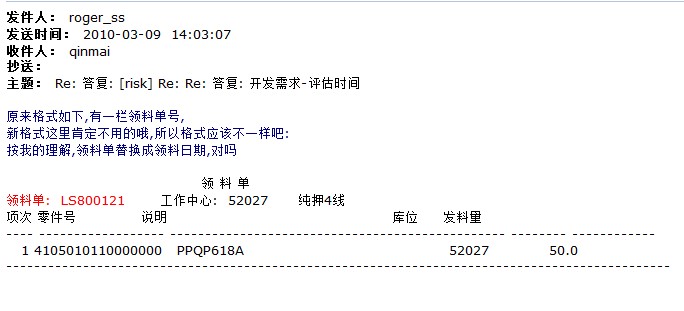 发件人： roger_ss
发送时间： 2010-03-09 14:03:07
收件人： qinmai
抄送：
主题： Re: 答复: [risk] Re: Re: 答复: 开发需求-评估时间
原来格式如下,有一栏领料单号,
新格式这里肯定不用的哦,所以格式应该不一样吧:
按我的理解,领料单替换成领料日期,对吗
领 料 单
领料单: LS800121 工作中心: 52027 纯押4线
项次 零件号 说明 库位 发料量
---- ------------------ ------------------------------------------------ -------- ------------
1 4105010110000000 PPQP618A 52027 50.0
---------------------------------------------------------------------------------------------------